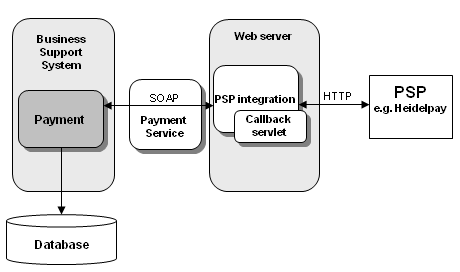 Business
Support
System
Payment
Database
SOAP
Payment
Service
Web server
PSP integration
Callback
servlet
HTTP
PSP
e.g. Heidelpay